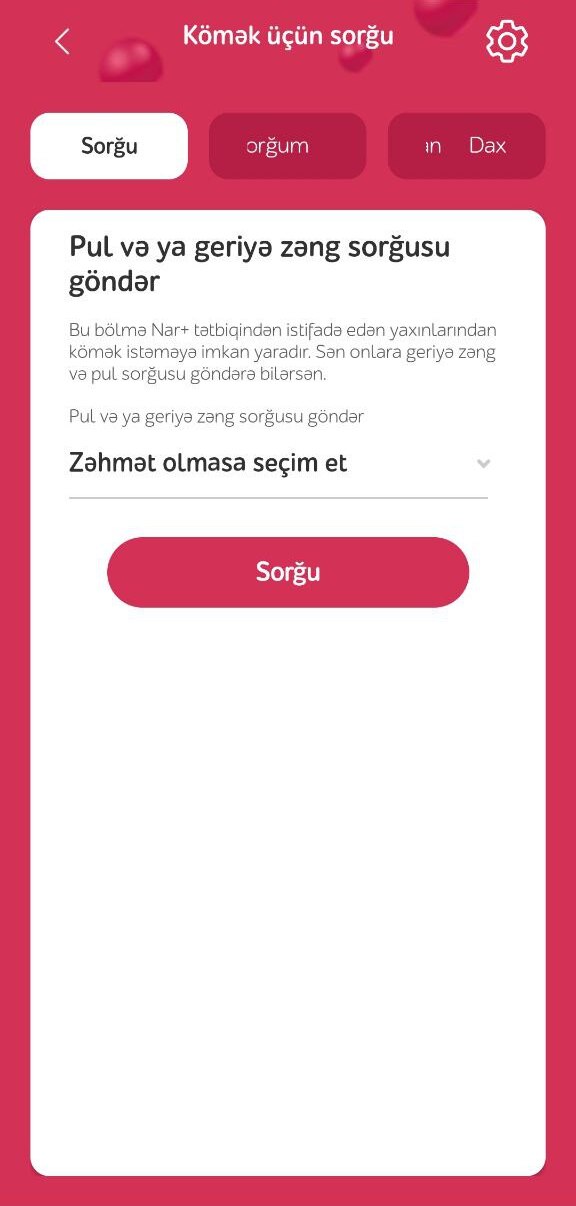 Kömək üçün sorğu
Sorğu
orğum
an Dax
Pul və ya geriyə zəng sorğusu
göndər
Bu bölmə Nar+ tətbiqindən istifadə edən yaxınlarından
kömək istəməyə imkan yaradır. Sən onlara geriyə zəng
və pul sorğusu göndərə bilərsən.
Pul və ya geriyə zəng sorğusu göndər
Zəhmət olmasa seçim et
Sorğu